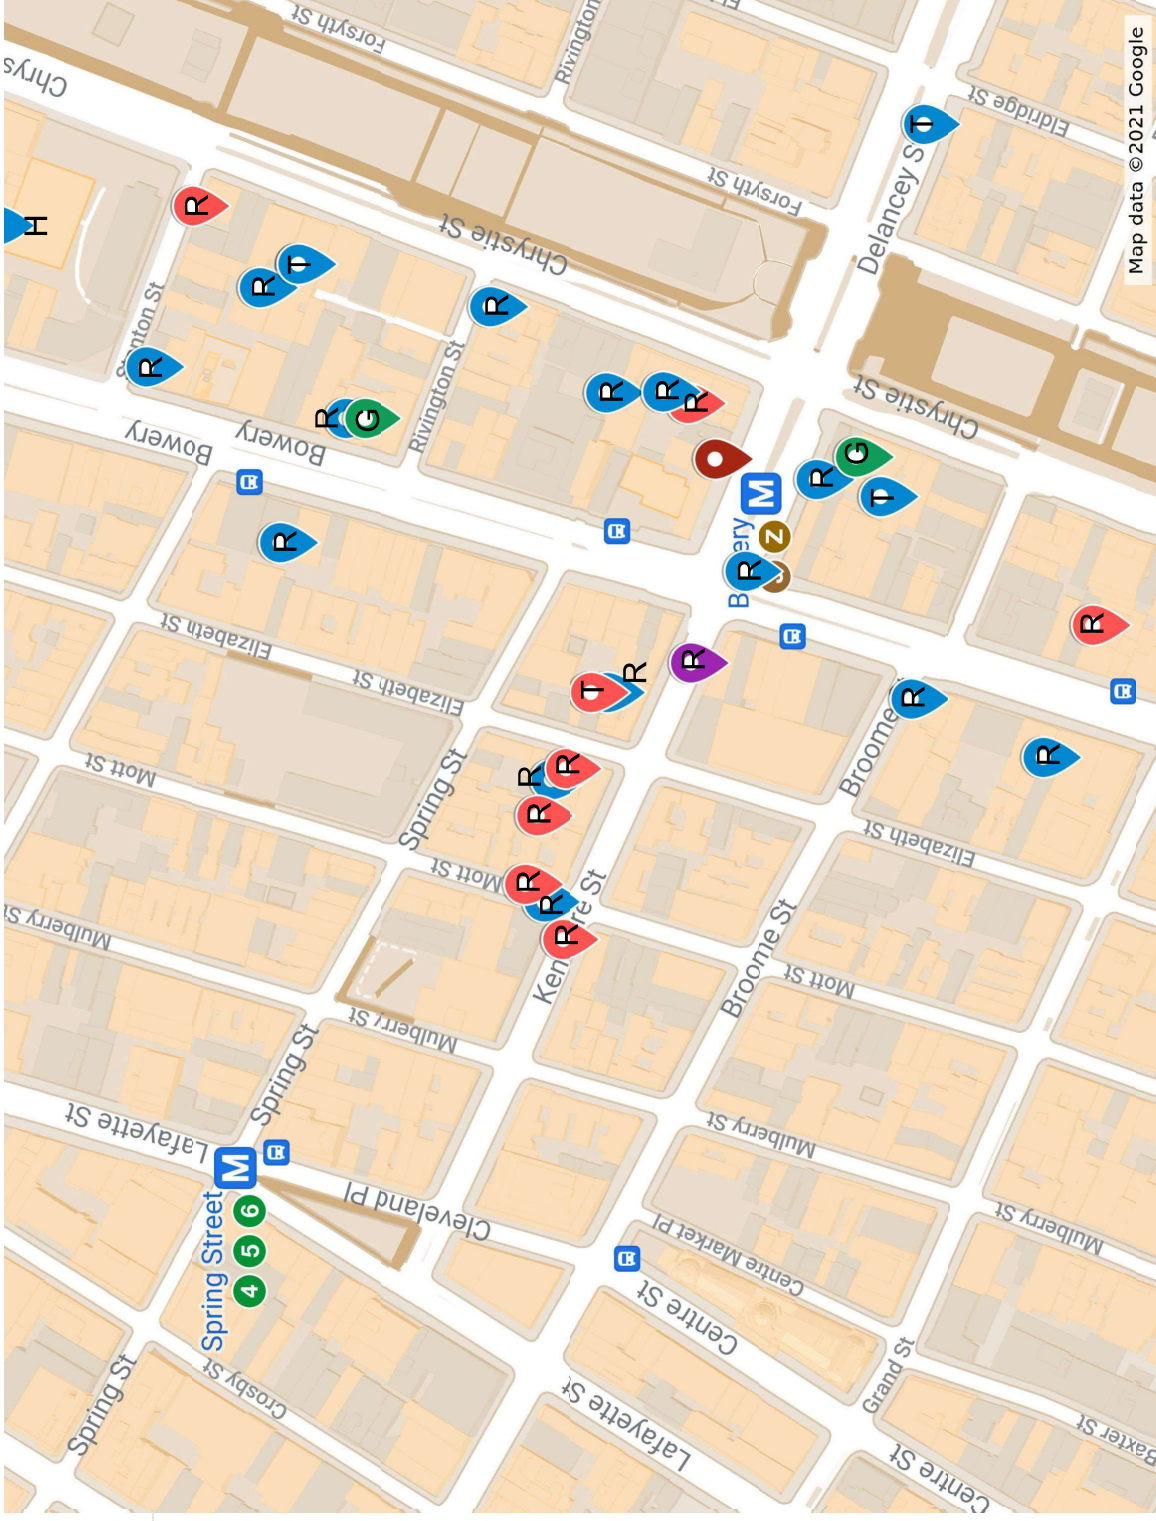 Spring St
Spring Street
4 5 6
M
Lafayette St
Spring St
Crosby St
Mulberry St
Mott St
Elizabeth St
Bowery
R
H
Chrys
R
R
T
Bowery
R
R
G
Cleveland Pl
Mulberry St
Spring St
Mott St
Elizabeth St
Rivington St
R
Chrystie St
Forsyth St
Rivington
Lafayette St
Centre St
Kenmare St
R
R
R
R
R
R
T
R
R
R
R
Centre Market Pl
Mulberry St
R
Bowery
R
J Z
M
Forsyth St
Broome St
Mott St
R
G
T
Grand St
Centre St
Elizabeth St
Broome
R
Chrystie St
Delancey St
T
Eldridge St
Baxter St
Mulberry St
R
R
Map data ©2021 Google